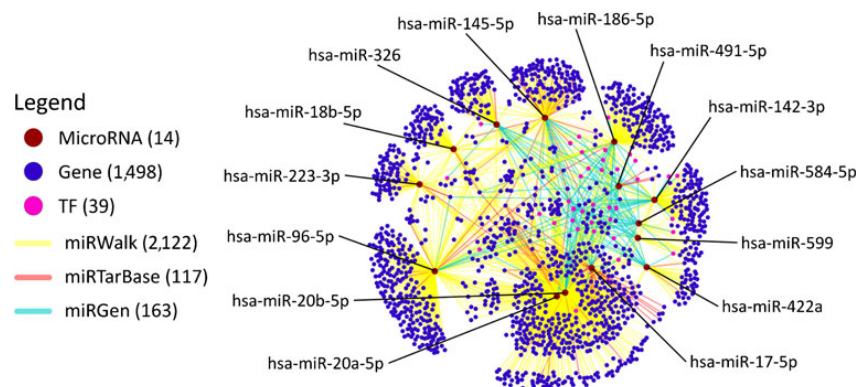 hsa-miR-186-5p
hsa-miR-145-5p
hsa-miR-491-5p
hsa-miR-326
hsa-miR-142-3p
hsa-miR-18b-5p
hsa-miR-584-5p
hsa-miR-223-3p
hsa-miR-599
hsa-miR-96-5p
hsa-miR-20b-5p
hsa-miR-422a
hsa-miR-20a-5p
hsa-miR-17-5p
Legend
MicroRNA (14)
Gene (1,498)
TF (39)
miRWalk (2,122)
miRTarBase (117)
miRGen (163)